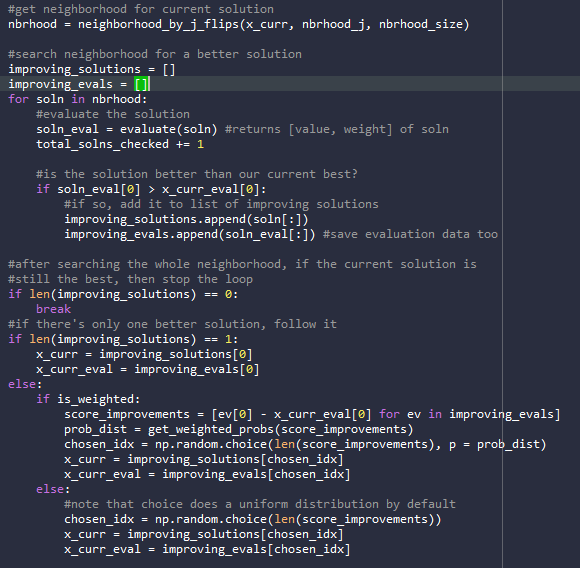 #get neighborhood for current solution
nbrhood = neighborhood_by_j_flips(x_curr, nbrhood_j, nbrhood_size)

#search neighborhood for a better solution
improving_solutions = []
improving_evals = []
for soln in nbrhood:
    #evaluate the solution
    soln_eval = evaluate(soln) #returns [value, weight] of soln
    total_solns_checked += 1

    #is the solution better than our current best?
    if soln_eval[0] > x_curr_eval[0]:
        #if so, add it to list of improving solutions
        improving_solutions.append(soln[:])
        improving_evals.append(soln_eval[:]) #save evaluation data too

#after searching the whole neighborhood, if the current solution is
#still the best, then stop the loop
if len(improving_solutions) == 0:
    break
#if there's only one better solution, follow it
if len(improving_solutions) == 1:
    x_curr = improving_solutions[0]
    x_curr_eval = improving_evals[0]
else:
    if is_weighted:
        score_improvements = [ev[0] - x_curr_eval[0] for ev in improving_evals]
        prob_dist = get_weighted_probs(score_improvements)
        chosen_idx = np.random.choice(len(score_improvements), p = prob_dist)
        x_curr = improving_solutions[chosen_idx]
        x_curr_eval = improving_evals[chosen_idx]
    else:
        #note that choice does a uniform distribution by default
        chosen_idx = np.random.choice(len(score_improvements))
        x_curr = improving_solutions[chosen_idx]
        x_curr_eval = improving_evals[chosen_idx]